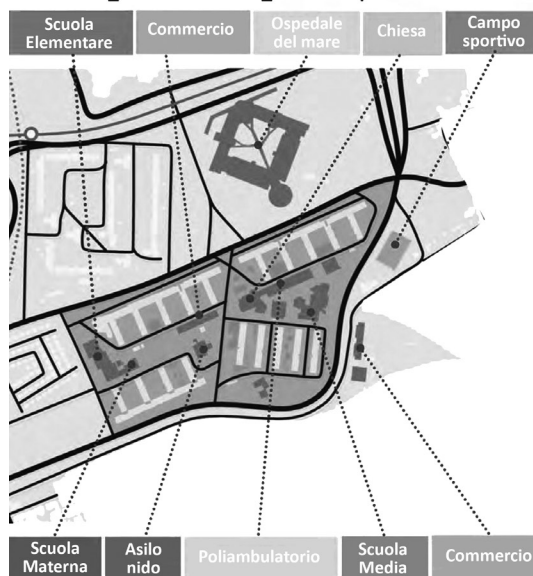 Scuola
Elementare
Commercio
Ospedale
del mare
Chiesa
Campo
sportivo
Scuola
Materna
Asilo
nido
Poliambulatorio
Scuola
Media
Commercio